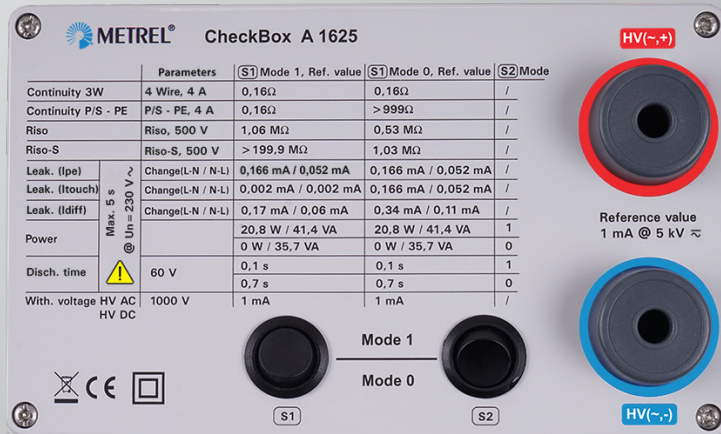 METREL® CheckBox A 1625
HV(~,+)
Parameters S1 Mode 1, Ref. value S1 Mode 0, Ref. value S2 Mode
Continuity 3W 4 Wire, 4 A 0,16Ω 0,16Ω /
Continuity P/S - PE P/S - PE, 4 A 0,16Ω >999Ω /
Riso Riso, 500 V 1,06 MΩ 0,53 MΩ /
Riso-S Riso-S, 500 V >199,9 MΩ 1,03 MΩ /
Leak. (Ipe) Change(L-N / N-L) 0,166 mA / 0,052 mA 0,166 mA / 0,052 mA /
Leak. (Itouch) Change(L-N / N-L) 0,002 mA / 0,002 mA 0,166 mA / 0,052 mA /
Leak. (Idiff) Change(L-N / N-L) 0,17 mA / 0,06 mA 0,34 mA / 0,11 mA /
Max. 5 s
@ Un= 230 V ~
Power 20,8 W / 41,4 VA 20,8 W / 41,4 VA 1
0 W / 35,7 VA 0 W / 35,7 VA 0
Disch. time 60 V 0,1 s 0,1 s 1
0,7 s 0,7 s 0
With. voltage HV AC 1000 V 1 mA 1 mA /
HV DC
Reference value
1 mA @ 5 kV ⩦
Mode 1
Mode 0
CE
S1 S2
HV(~,-)